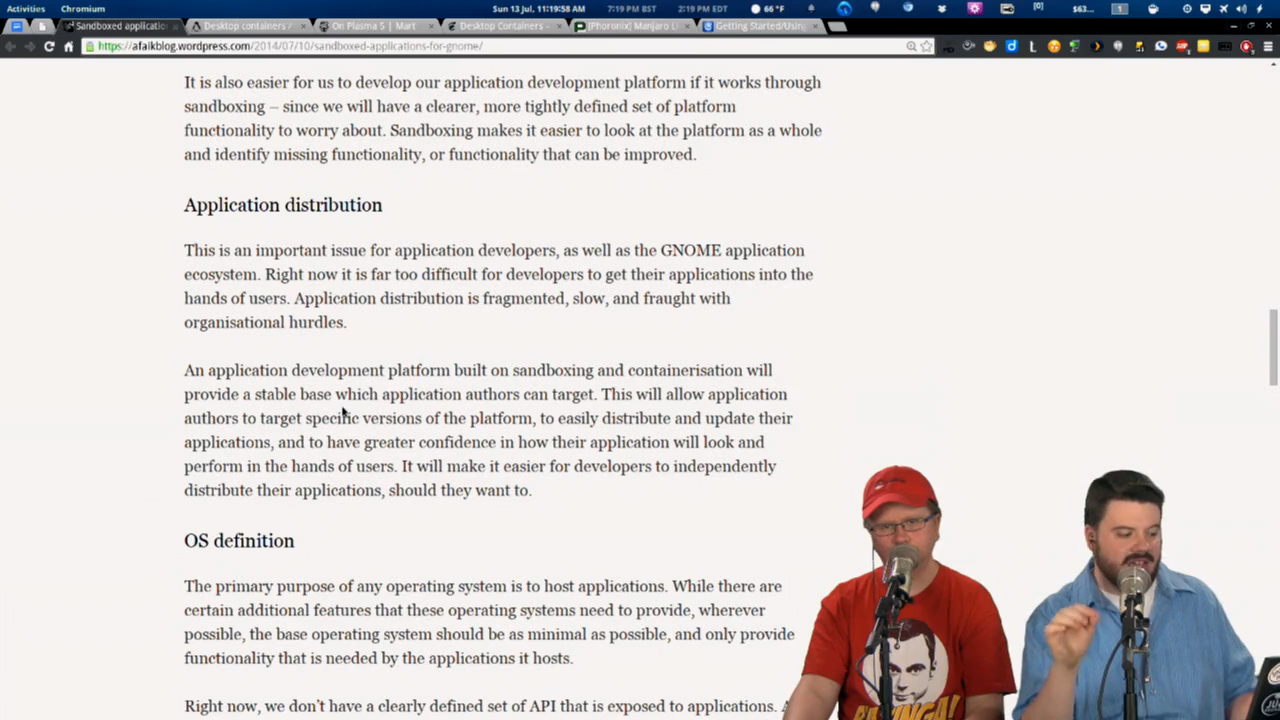 Activities Chromium Sun 13 Jul, 11:19:58 AM 7:19 PM BST 2:19 PM EDT 66 °F $63... 1
Sandboxed applicatio Desktop containers On Plasma 5 | Mart Desktop Containers – [Phoronix] Manjaro L Getting Started/Using
https://afaikblog.wordpress.com/2014/07/10/sandboxed-applications-for-gnome/
It is also easier for us to develop our application development platform if it works through
sandboxing – since we will have a clearer, more tightly defined set of platform
functionality to worry about. Sandboxing makes it easier to look at the platform as a whole
and identify missing functionality, or functionality that can be improved.
Application distribution
This is an important issue for application developers, as well as the GNOME application
ecosystem. Right now it is far too difficult for developers to get their applications into the
hands of users. Application distribution is fragmented, slow, and fraught with
organisational hurdles.
An application development platform built on sandboxing and containerisation will
provide a stable base which application authors can target. This will allow application
authors to target specific versions of the platform, to easily distribute and update their
applications, and to have greater confidence in how their application will look and
perform in the hands of users. It will make it easier for developers to independently
distribute their applications, should they want to.
OS definition
The primary purpose of any operating system is to host applications. While there are
certain additional features that these operating systems need to provide, wherever
possible, the base operating system should be as minimal as possible, and only provide
functionality that is needed by the applications it hosts.
Right now, we don't have a clearly defined set of API that is exposed to applications.
BAZINGA!